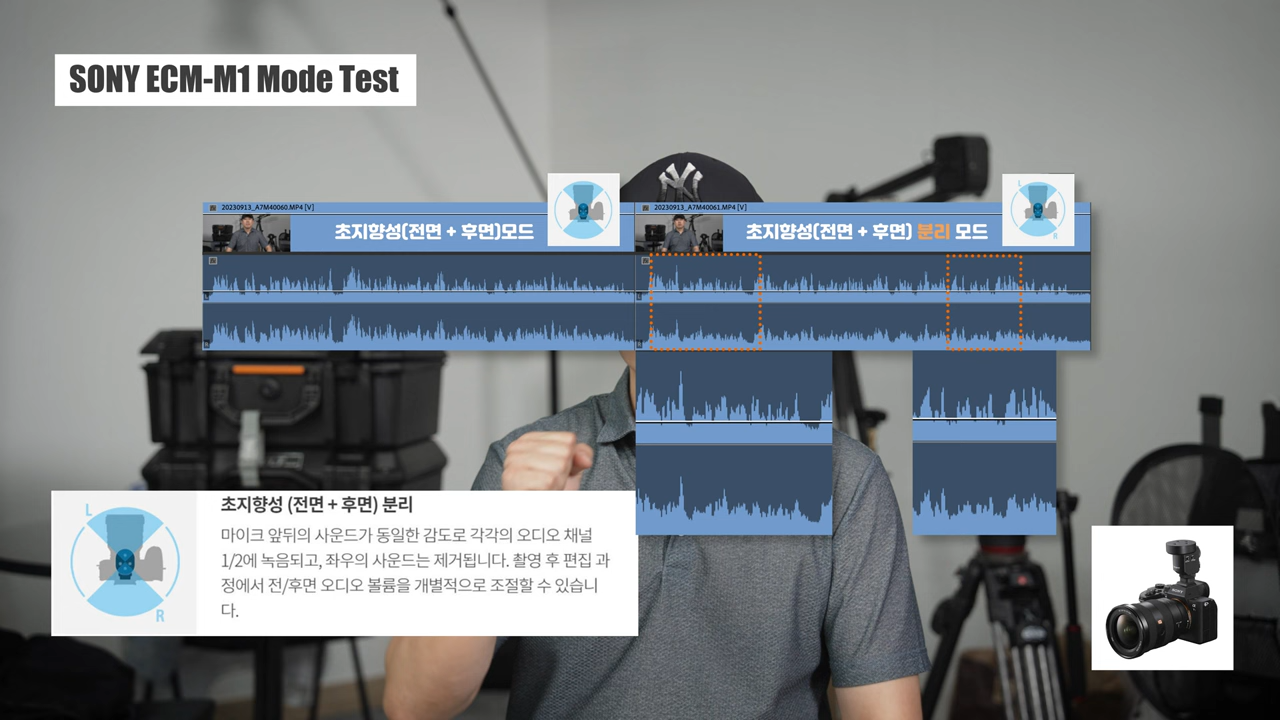 SONY ECM-M1 Mode Test
NY
20230913_A7M40060.MP4 [V]
초지향성(전면 + 후면)모드
20230913_A7M40061.MP4 [V]
초지향성(전면 + 후면) 분리 모드
L
R
L
R
초지향성 (전면 + 후면) 분리
마이크 앞뒤의 사운드가 동일한 감도로 각각의 오디오 채널
1/2에 녹음되고, 좌우의 사운드는 제거됩니다. 촬영 후 편집 과
정에서 전/후면 오디오 볼륨을 개별적으로 조절할 수 있습니
다.